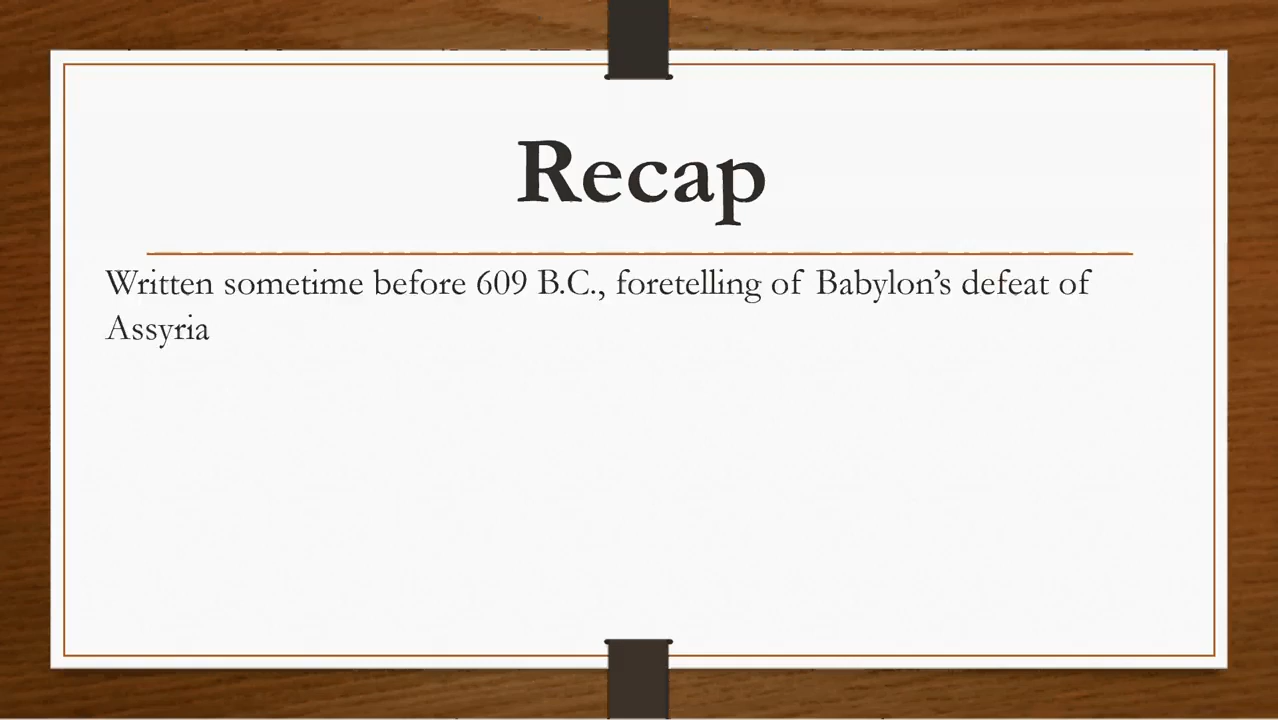 Recap
Written sometime before 609 B.C., foretelling of Babylon’s defeat of
Assyria